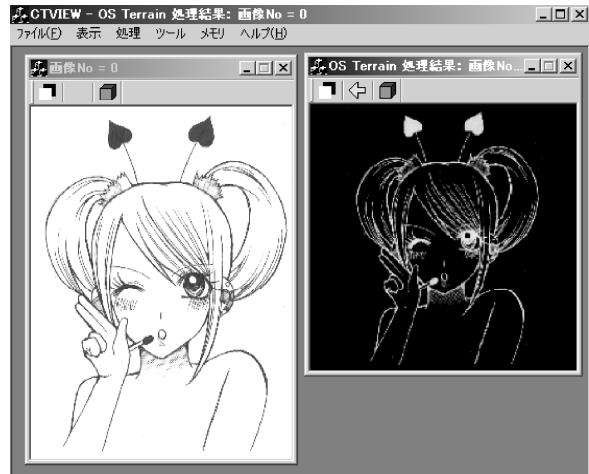 CTVIEW - OS Terrain 処理結果: 画像No = 0
ファイル(F) 表示 処理 ツール メモリ ヘルプ(H)
画像No = 0
OS Terrain 処理結果: 画像No...